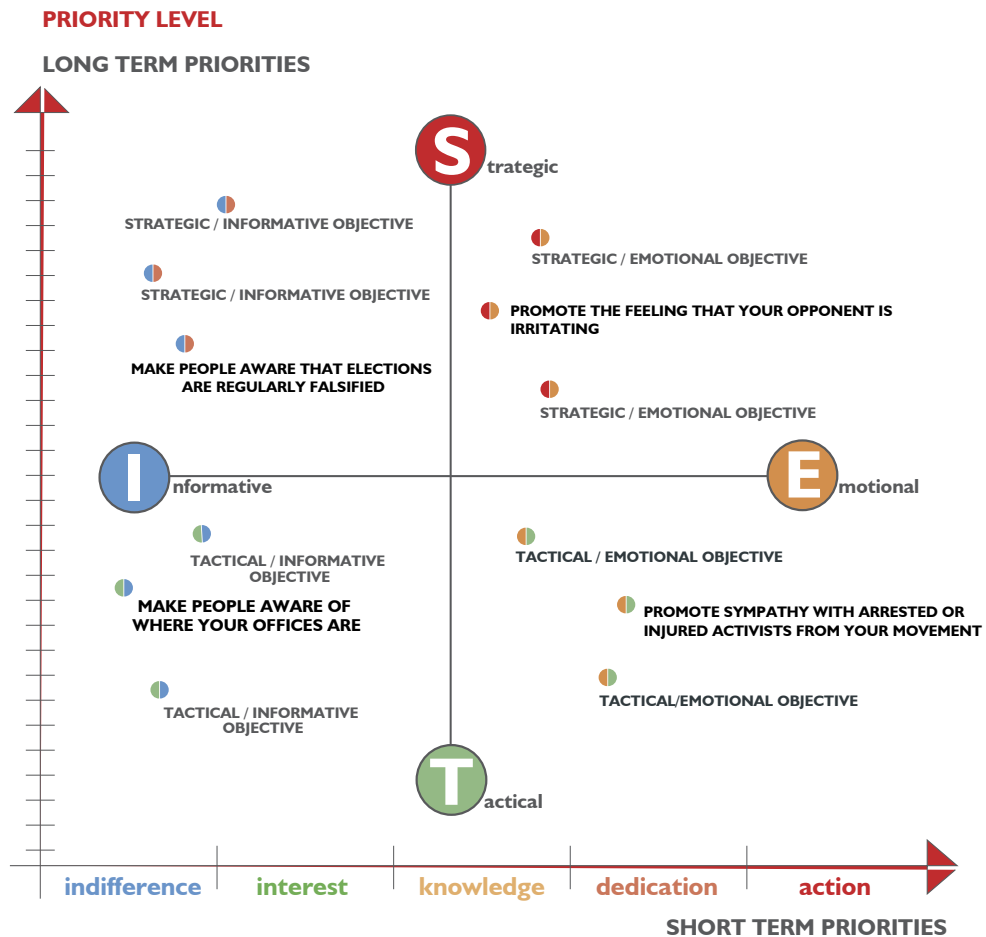 PRIORITY LEVEL
LONG TERM PRIORITIES
Strategic
STRATEGIC / INFORMATIVE OBJECTIVE
STRATEGIC / EMOTIONAL OBJECTIVE
STRATEGIC / INFORMATIVE OBJECTIVE
PROMOTE THE FEELING THAT YOUR OPPONENT IS
IRRITATING
MAKE PEOPLE AWARE THAT ELECTIONS
ARE REGULARLY FALSIFIED
STRATEGIC / EMOTIONAL OBJECTIVE
Informative
Emotional
TACTICAL / INFORMATIVE
OBJECTIVE
TACTICAL / EMOTIONAL OBJECTIVE
MAKE PEOPLE AWARE OF
WHERE YOUR OFFICES ARE
PROMOTE SYMPATHY WITH ARRESTED OR
INJURED ACTIVISTS FROM YOUR MOVEMENT
TACTICAL / INFORMATIVE
OBJECTIVE
TACTICAL/EMOTIONAL OBJECTIVE
Tactical
indifference interest knowledge dedication action
SHORT TERM PRIORITIES